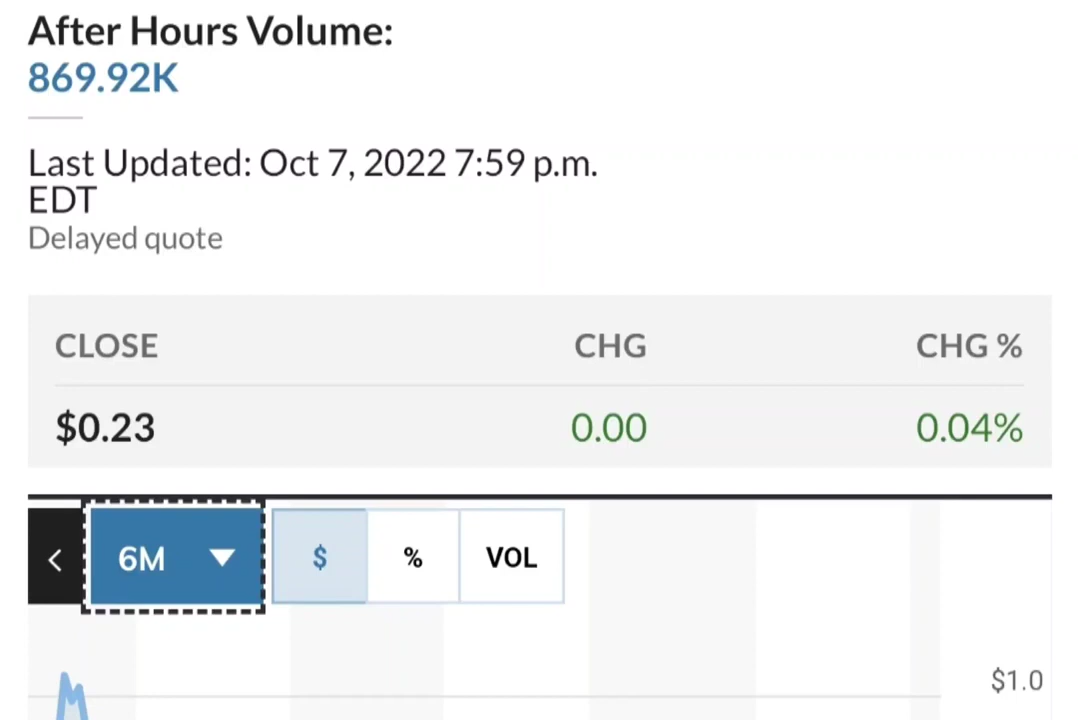 After Hours Volume:
869.92K
Last Updated: Oct 7, 2022 7:59 p.m.
EDT
Delayed quote
CLOSE CHG CHG %
$0.23 0.00 0.04%
6M $ % VOL
$1.0